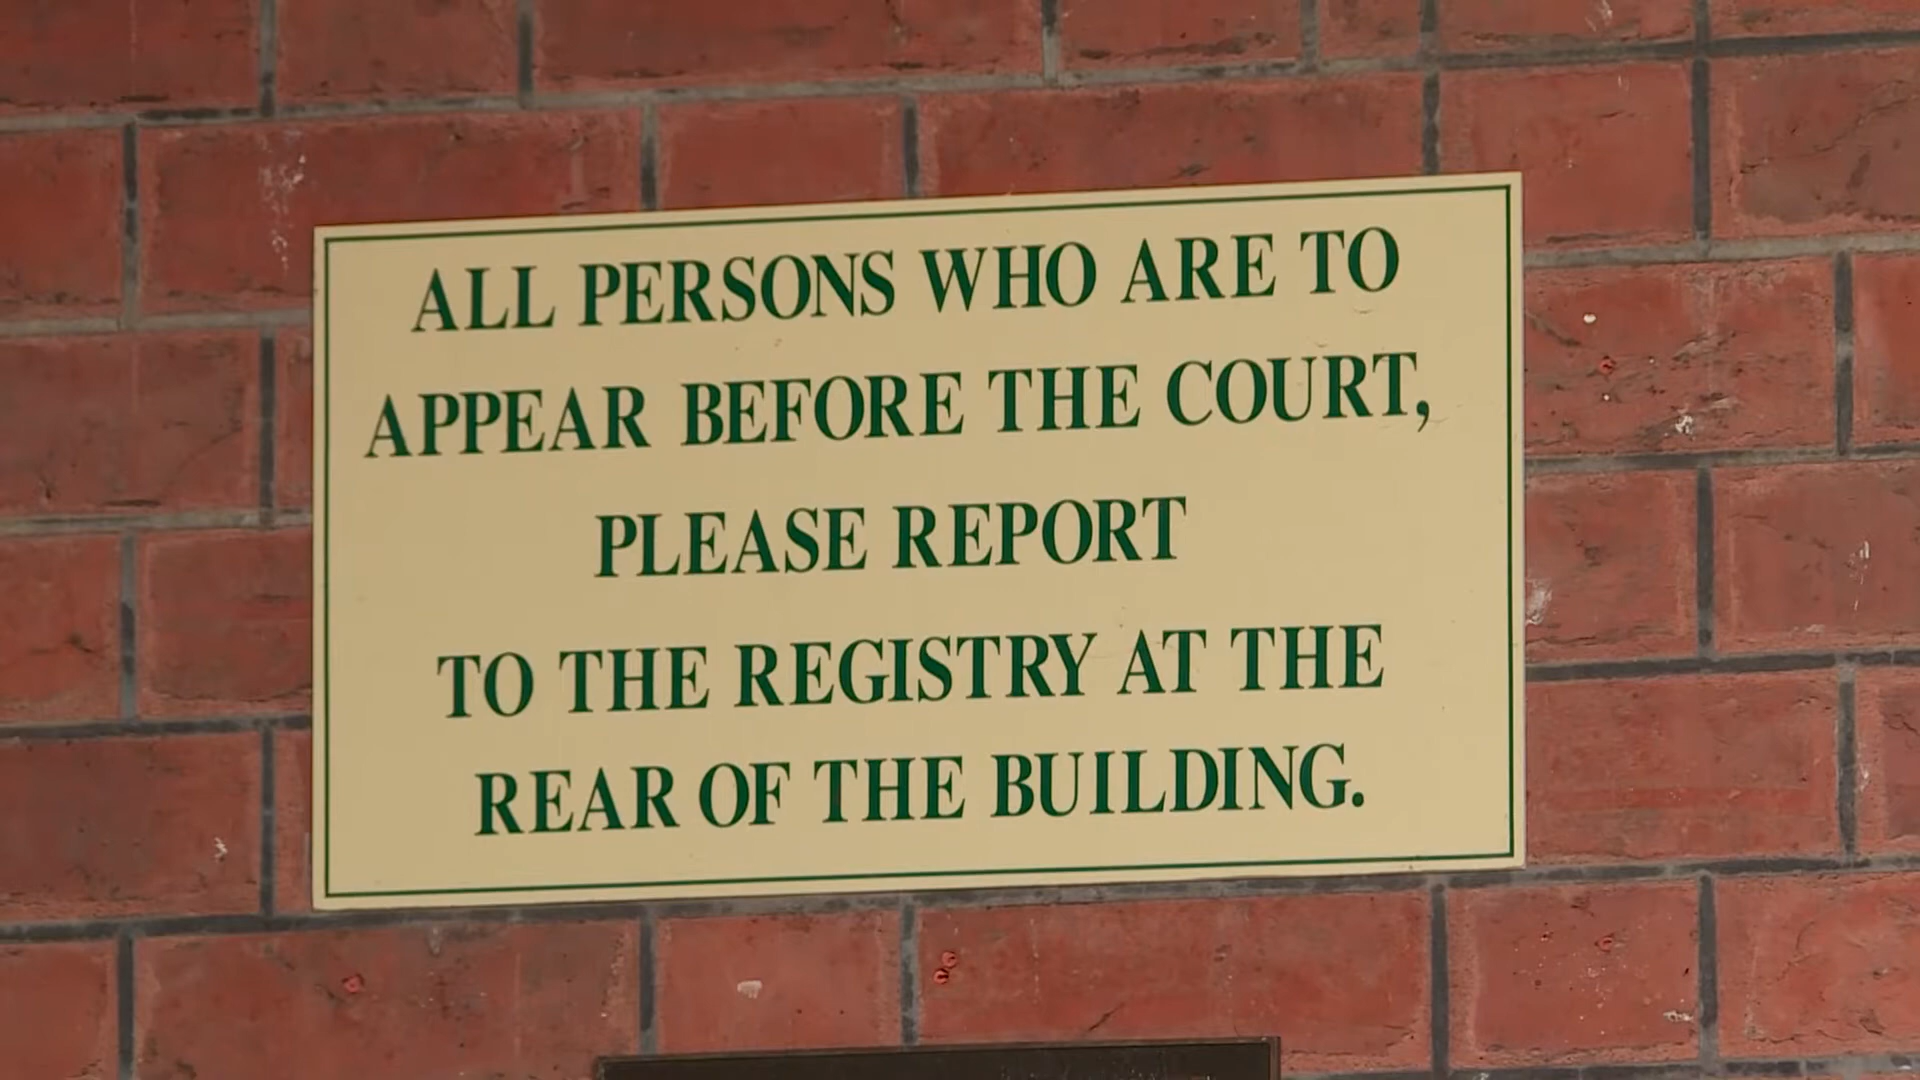 ALL PERSONS WHO ARE TO
APPEAR BEFORE THE COURT,
PLEASE REPORT
TO THE REGISTRY AT THE
REAR OF THE BUILDING.